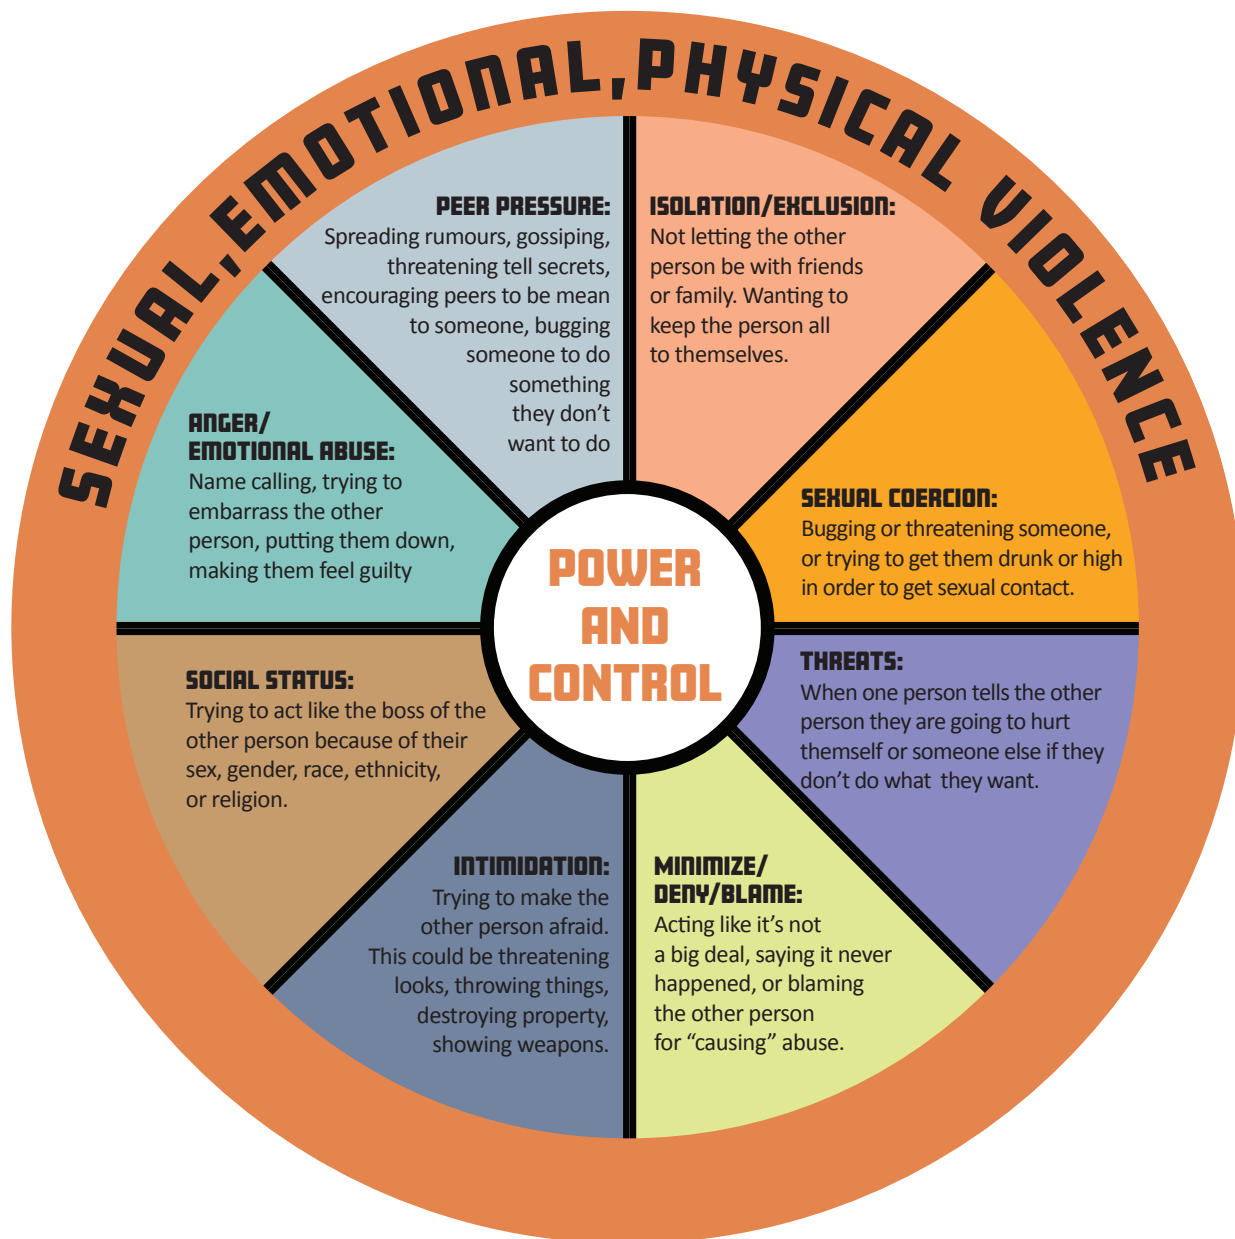 SEXUAL, EMOTIONAL, PHYSICAL VIOLENCE
PEER PRESSURE:
Spreading rumours, gossiping,
threatening tell secrets,
encouraging peers to be mean
to someone, bugging
someone to do
something
they don’t
want to do
ISOLATION/EXCLUSION:
Not letting the other
person be with friends
or family. Wanting to
keep the person all
to themselves.
SEXUAL COERCION:
Bugging or threatening someone,
or trying to get them drunk or high
in order to get sexual contact.
THREATS:
When one person tells the other
person they are going to hurt
themself or someone else if they
don’t do what they want.
MINIMIZE/
DENY/BLAME:
Acting like it’s not
a big deal, saying it never
happened, or blaming
the other person
for “causing” abuse.
INTIMIDATION:
Trying to make the
other person afraid.
This could be threatening
looks, throwing things,
destroying property,
showing weapons.
SOCIAL STATUS:
Trying to act like the boss of the
other person because of their
sex, gender, race, ethnicity,
or religion.
ANGER/
EMOTIONAL ABUSE:
Name calling, trying to
embarrass the other
person, putting them down,
making them feel guilty
POWER
AND
CONTROL